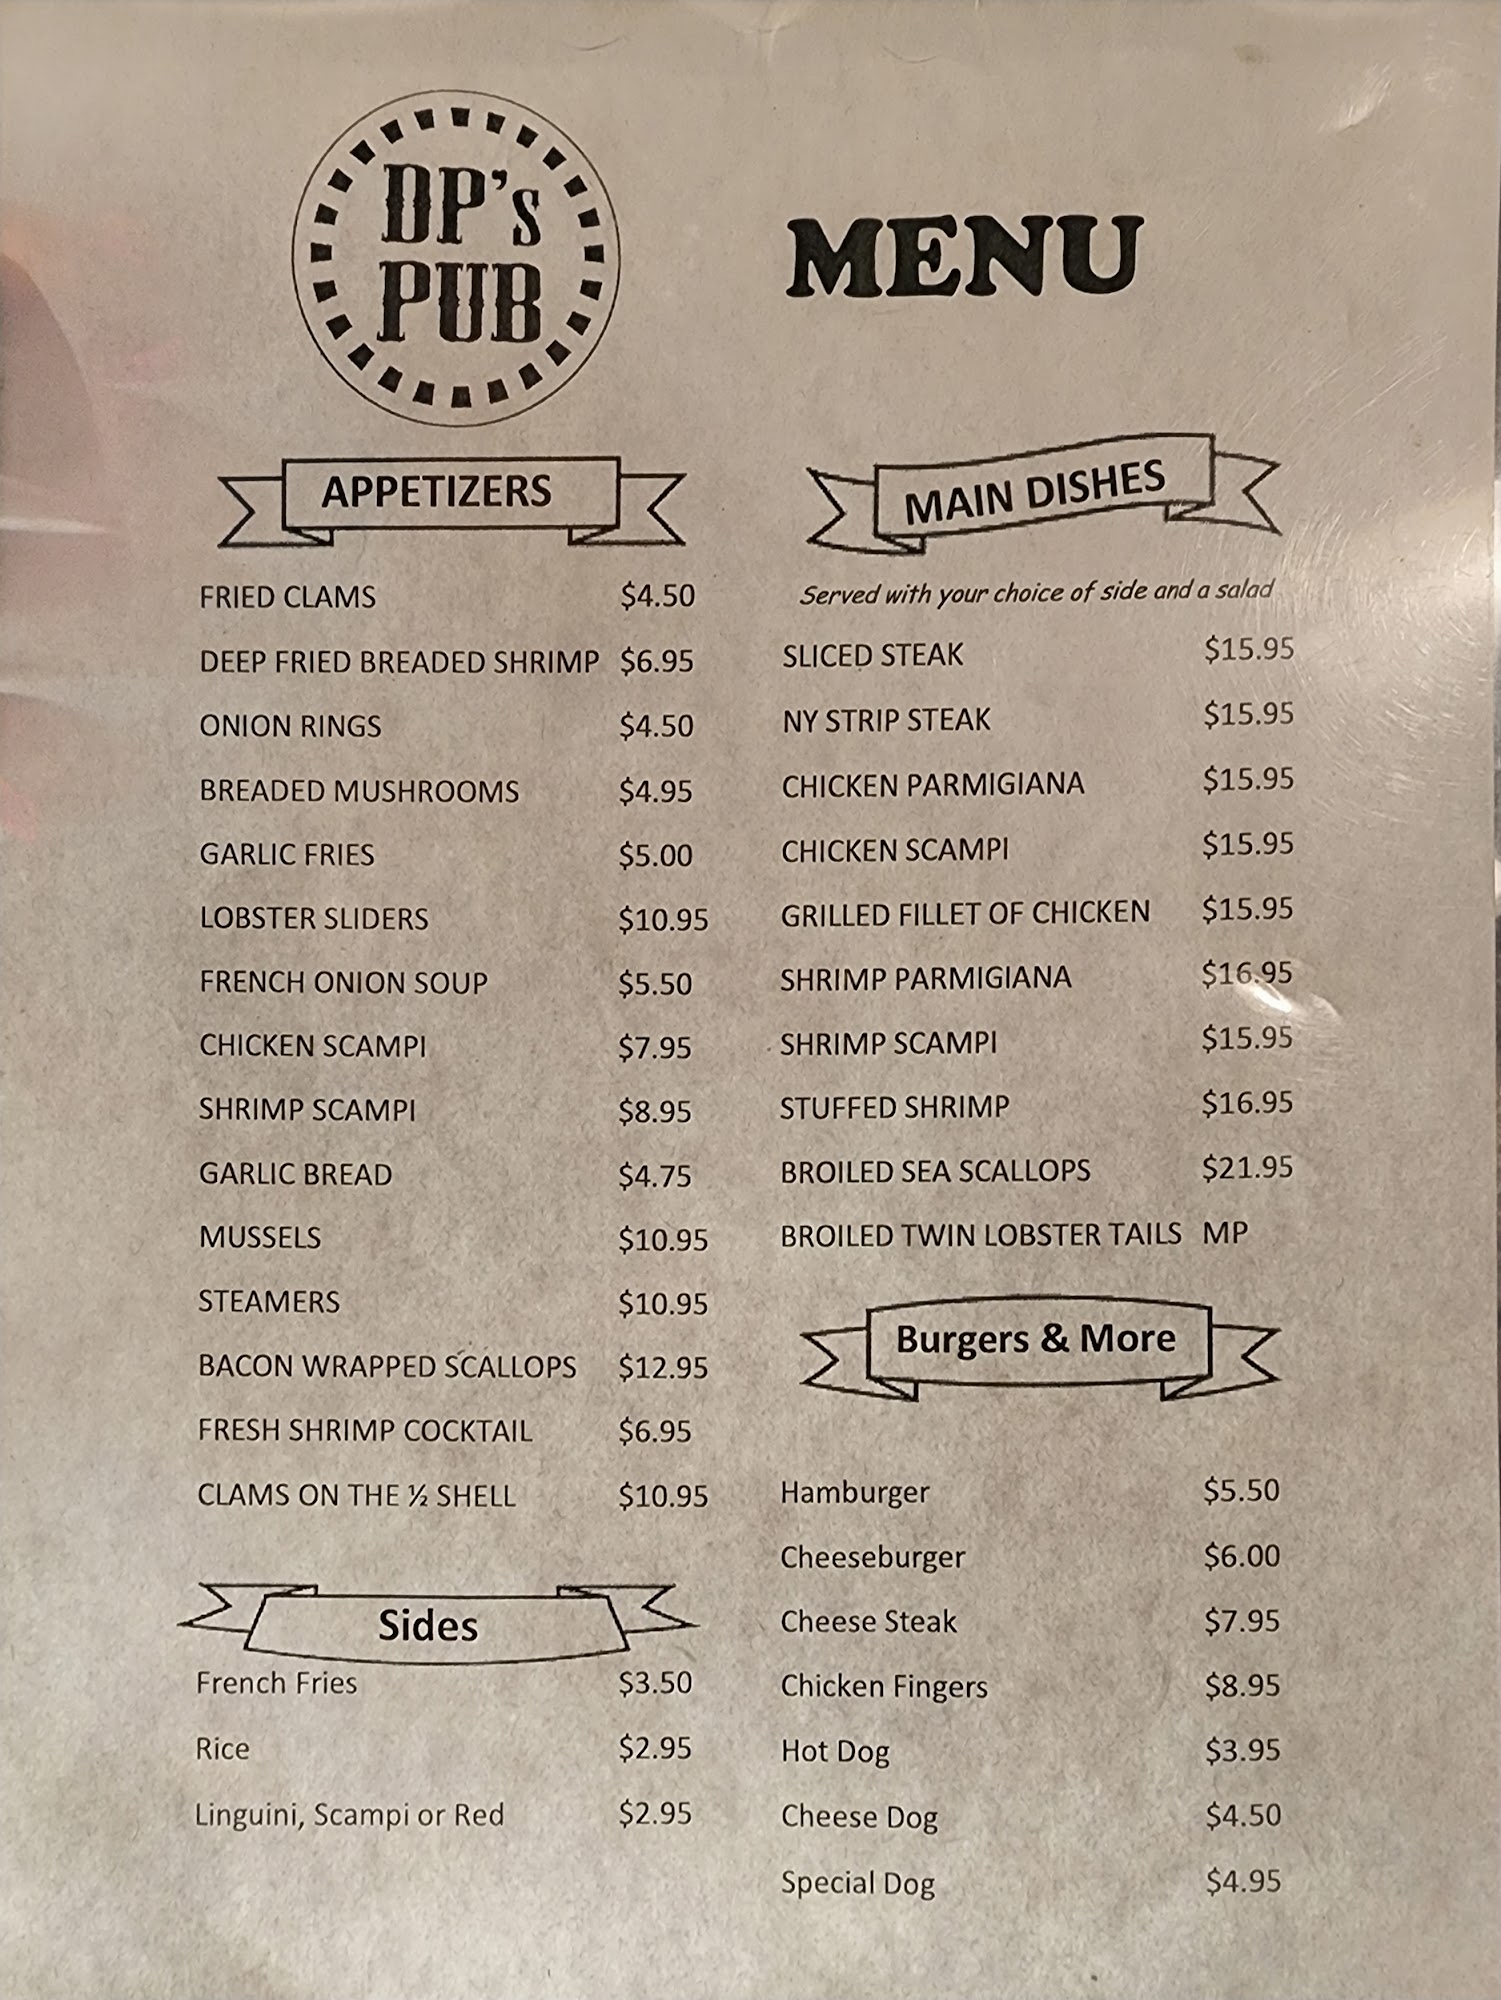 DP's
PUB
MENU
APPETIZERS
FRIED CLAMS $4.50
DEEP FRIED BREADED SHRIMP $6.95
ONION RINGS $4.50
BREADED MUSHROOMS $4.95
GARLIC FRIES $5.00
LOBSTER SLIDERS $10.95
FRENCH ONION SOUP $5.50
CHICKEN SCAMPI $7.95
SHRIMP SCAMPI $8.95
GARLIC BREAD $4.75
MUSSELS $10.95
STEAMERS $10.95
BACON WRAPPED SCALLOPS $12.95
FRESH SHRIMP COCKTAIL $6.95
CLAMS ON THE ½ SHELL $10.95
Sides
French Fries $3.50
Rice $2.95
Linguini, Scampi or Red $2.95
MAIN DISHES
Served with your choice of side and a salad
SLICED STEAK $15.95
NY STRIP STEAK $15.95
CHICKEN PARMIGIANA $15.95
CHICKEN SCAMPI $15.95
GRILLED FILLET OF CHICKEN $15.95
SHRIMP PARMIGIANA $16.95
SHRIMP SCAMPI $15.95
STUFFED SHRIMP $16.95
BROILED SEA SCALLOPS $21.95
BROILED TWIN LOBSTER TAILS MP
Burgers & More
Hamburger $5.50
Cheeseburger $6.00
Cheese Steak $7.95
Chicken Fingers $8.95
Hot Dog $3.95
Cheese Dog $4.50
Special Dog $4.95